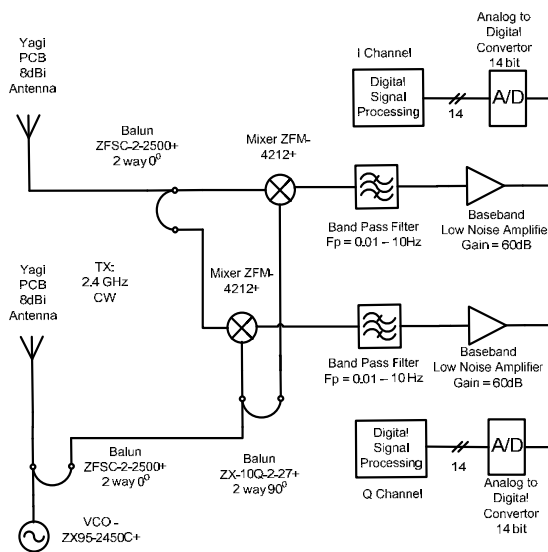 Yagi
PCB
8dBi
Antenna
Balun
ZFSC-2-2500+
2 way 0⁰
Mixer ZFM-
4212+
I Channel
Digital
Signal
Processing
14
Analog to
Digital
Convertor
14 bit
A/D
Band Pass Filter
Fp = 0.01 – 10Hz
Baseband
Low Noise Amplifier
Gain = 60dB
Yagi
PCB
8dBi
Antenna
TX:
2.4 GHz
CW
Mixer ZFM-
4212+
Band Pass Filter
Fp = 0.01 – 10 Hz
Baseband
Low Noise Amplifier
Gain = 60dB
Balun
ZFSC-2-2500+
2 way 0⁰
Balun
ZX-10Q-2-27+
2 way 90⁰
Digital
Signal
Processing
14
A/D
Q Channel
Analog to
Digital
Convertor
14 bit
VCO -
ZX95-2450C+